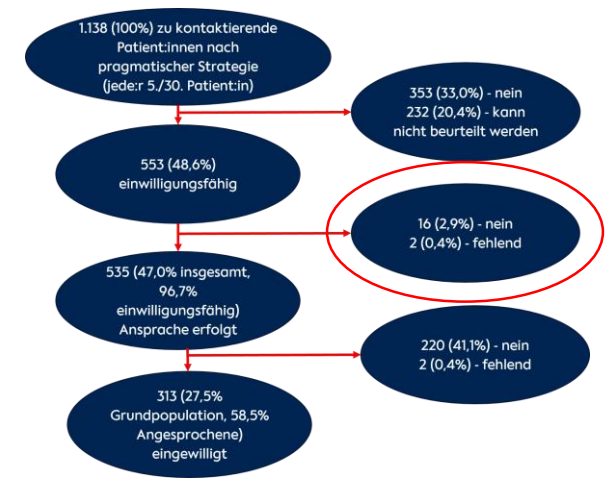 1.138 (100%) zu kontaktierende
Patient:innen nach
pragmatischer Strategie
(jede:r 5./30. Patient:in)
353 (33,0%) - nein
232 (20,4%) - kann
nicht beurteilt werden
553 (48,6%)
einwilligungsfähig
16 (2,9%) - nein
2 (0,4%) - fehlend
535 (47,0% insgesamt,
96,7%
einwilligungsfähig)
Ansprache erfolgt
220 (41,1%) - nein
2 (0,4%) - fehlend
313 (27,5%
Grundpopulation, 58,5%
Angesprochene)
eingewilligt